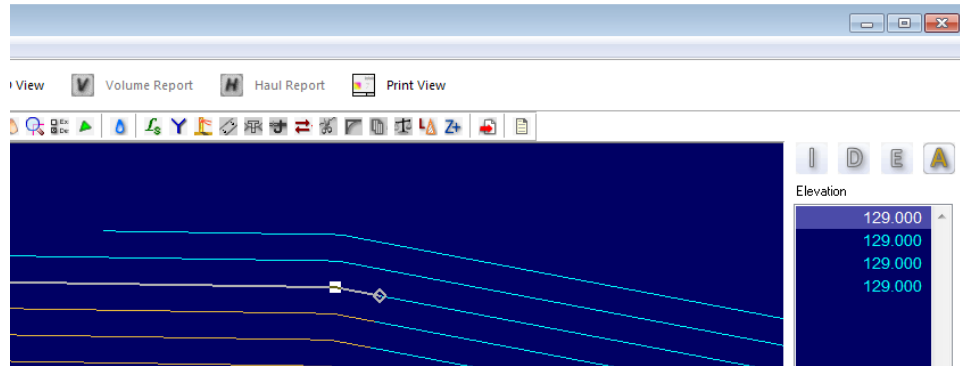 View Volume Report Haul Report Print View
Z+
I D E A
Elevation
129.000
129.000
129.000
129.000